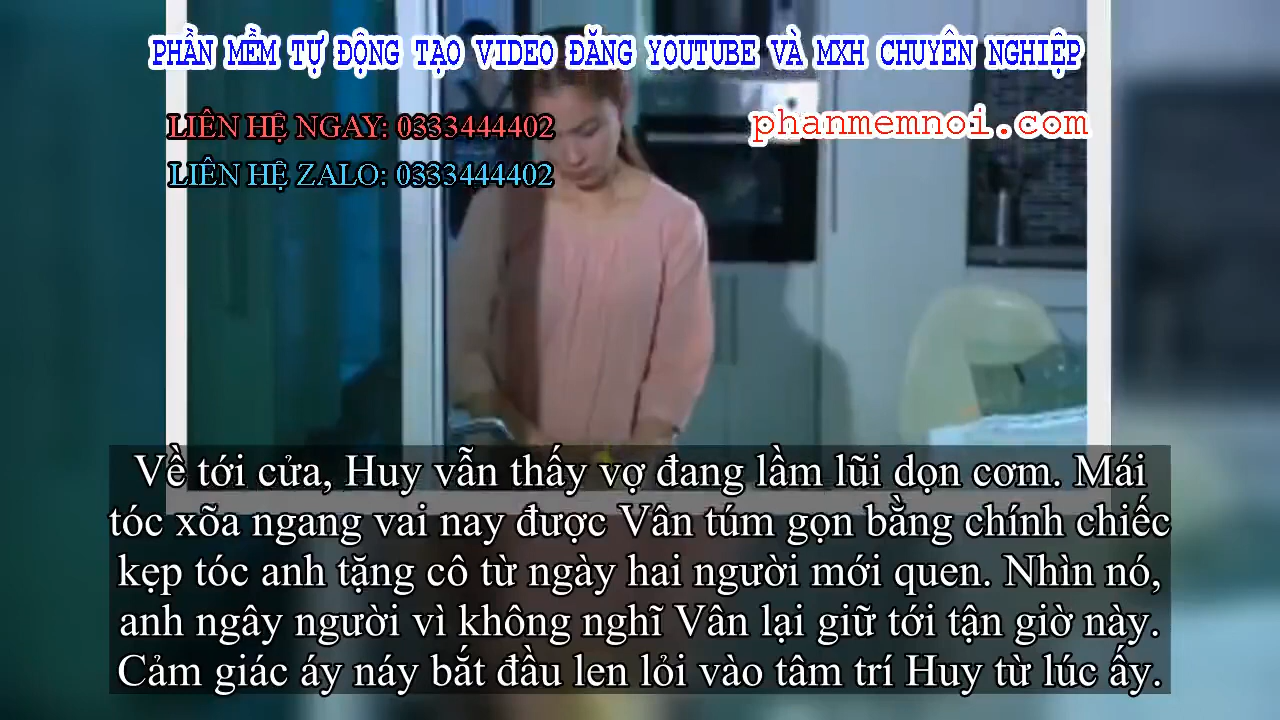 PHẦN MỀM TỰ ĐỘNG TẠO VIDEO ĐĂNG YOUTUBE VÀ MXH CHUYÊN NGHIỆP
LIÊN HỆ NGAY: 0333444402
phanmemnoi.com
LIÊN HỆ ZALO: 0333444402
Về tới cửa, Huy vẫn thấy vợ đang lầm lũi dọn cơm. Mái
tóc xõa ngang vai nay được Vân túm gọn bằng chính chiếc
kẹp tóc anh tặng cô từ ngày hai người mới quen. Nhìn nó,
anh ngây người vì không nghĩ Vân lại giữ tới tận giờ này.
Cảm giác áy náy bắt đầu len lỏi vào tâm trí Huy từ lúc ấy.